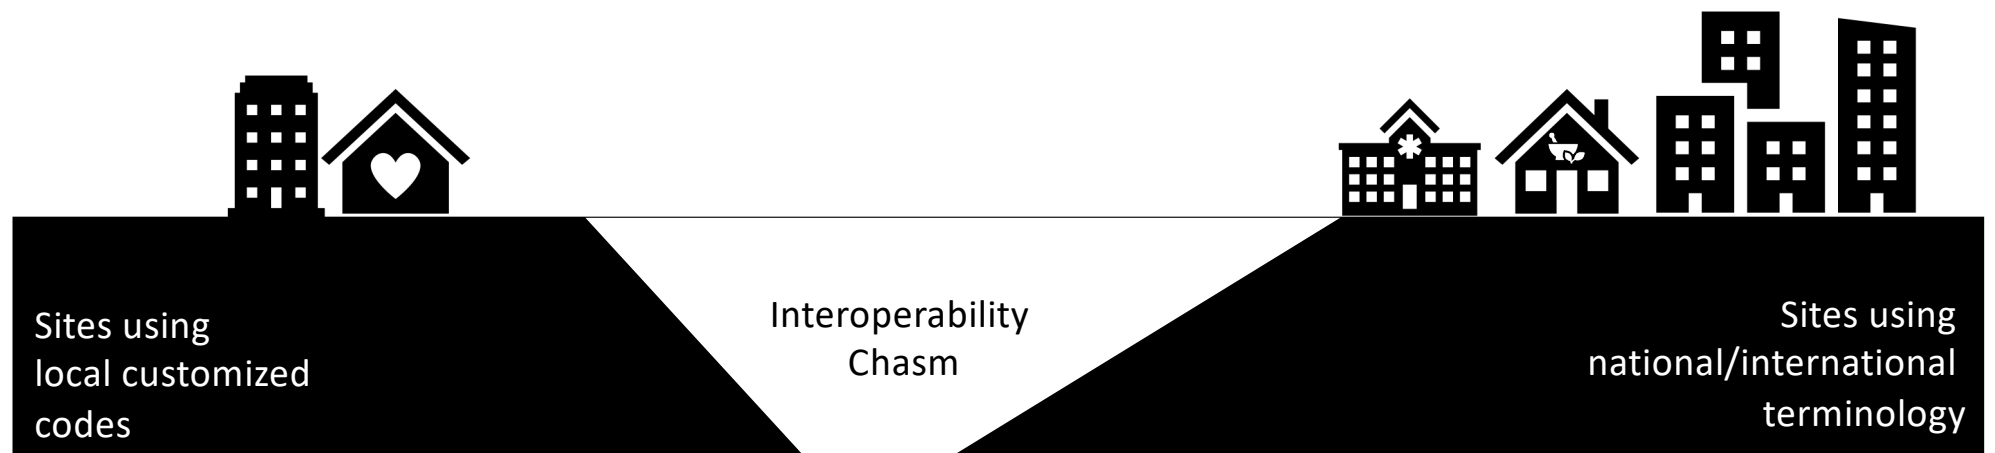 Sites using
local customized
codes
Interoperability
Chasm
Sites using
national/international
terminology